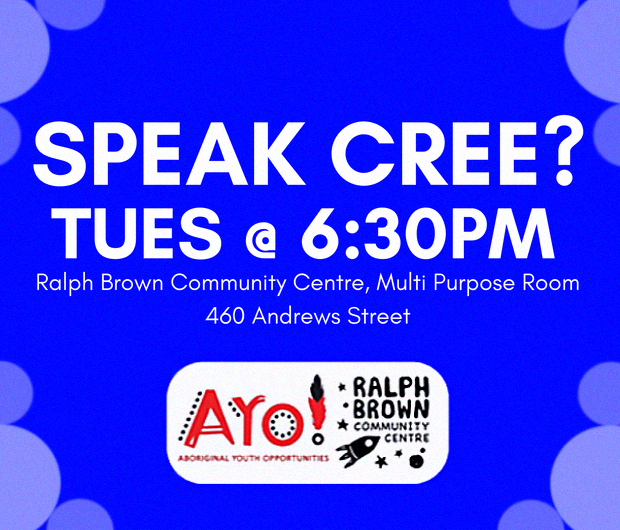 SPEAK CREE?
TUES @ 6:30PM
Ralph Brown Community Centre, Multi Purpose Room
460 Andrews Street
AYO!
ABORIGINAL YOUTH OPPORTUNITIES
RALPH
BROWN
COMMUNITY
CENTRE